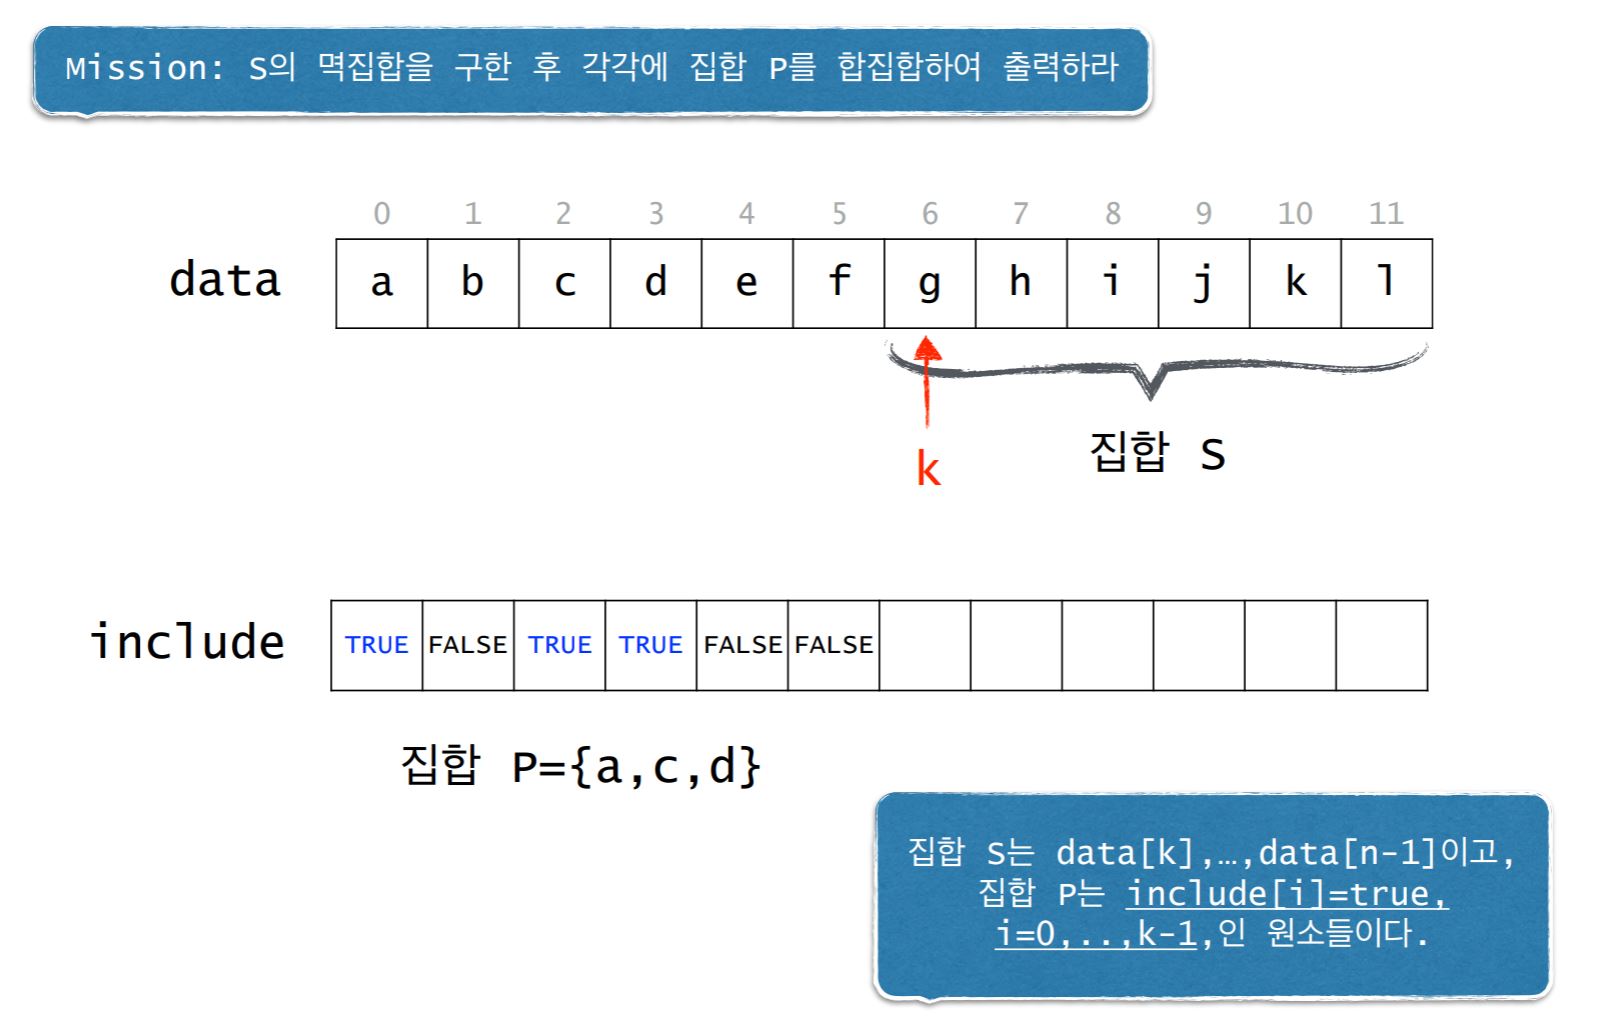 Mission: S의 멱집합을 구한 후 각각에 집합 P를 합집합하여 출력하라
0 1 2 3 4 5 6 7 8 9 10 11
data a b c d e f g h i j k l
k
집합 S
include TRUE FALSE TRUE TRUE FALSE FALSE
집합 P={a,c,d}
집합 S는 data[k],…,data[n-1]이고,
집합 P는 include[i]=true,
i=0,..,k-1,인 원소들이다.